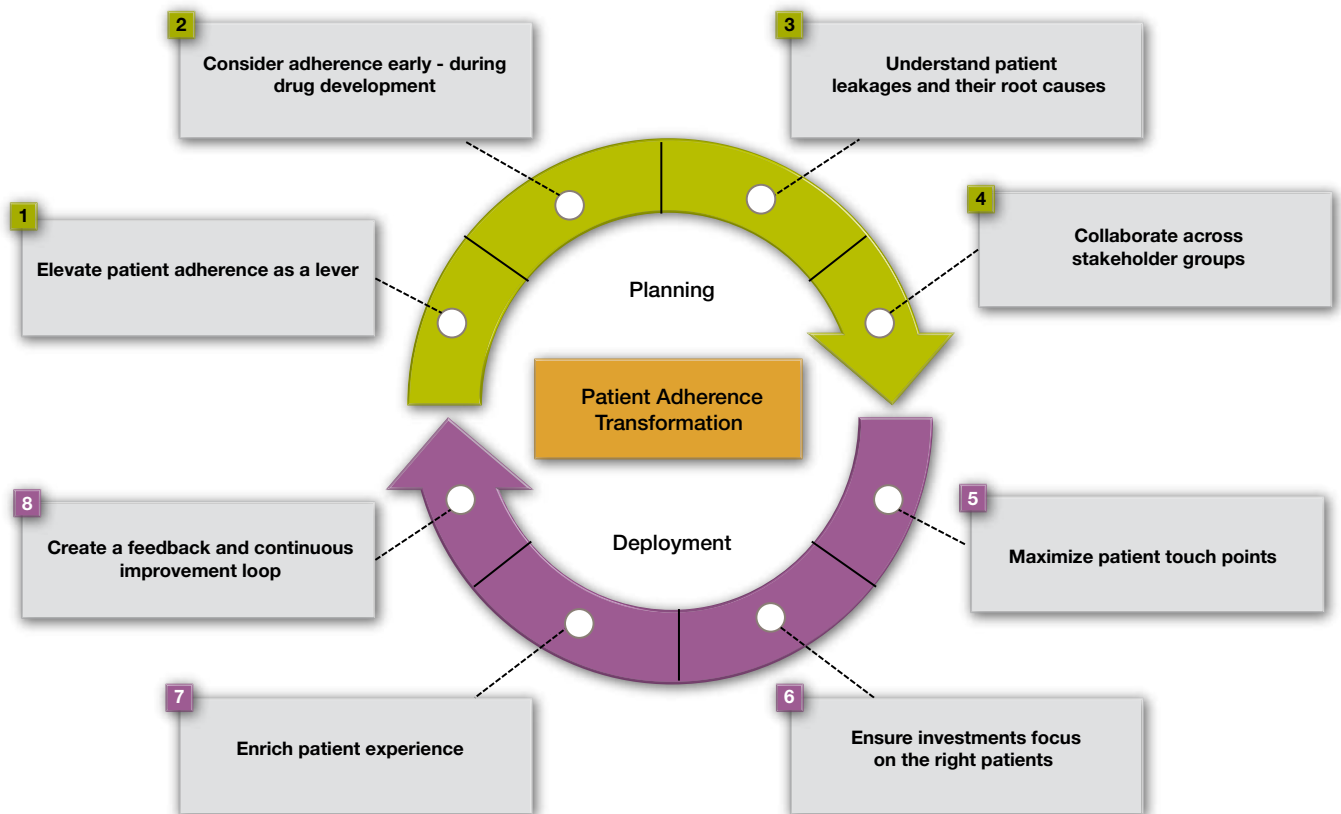 2
Consider adherence early - during
drug development
3
Understand patient
leakages and their root causes
1
Elevate patient adherence as a lever
4
Collaborate across
stakeholder groups
Planning
Patient Adherence
Transformation
Deployment
8
Create a feedback and continuous
improvement loop
5
Maximize patient touch points
7
Enrich patient experience
6
Ensure investments focus
on the right patients